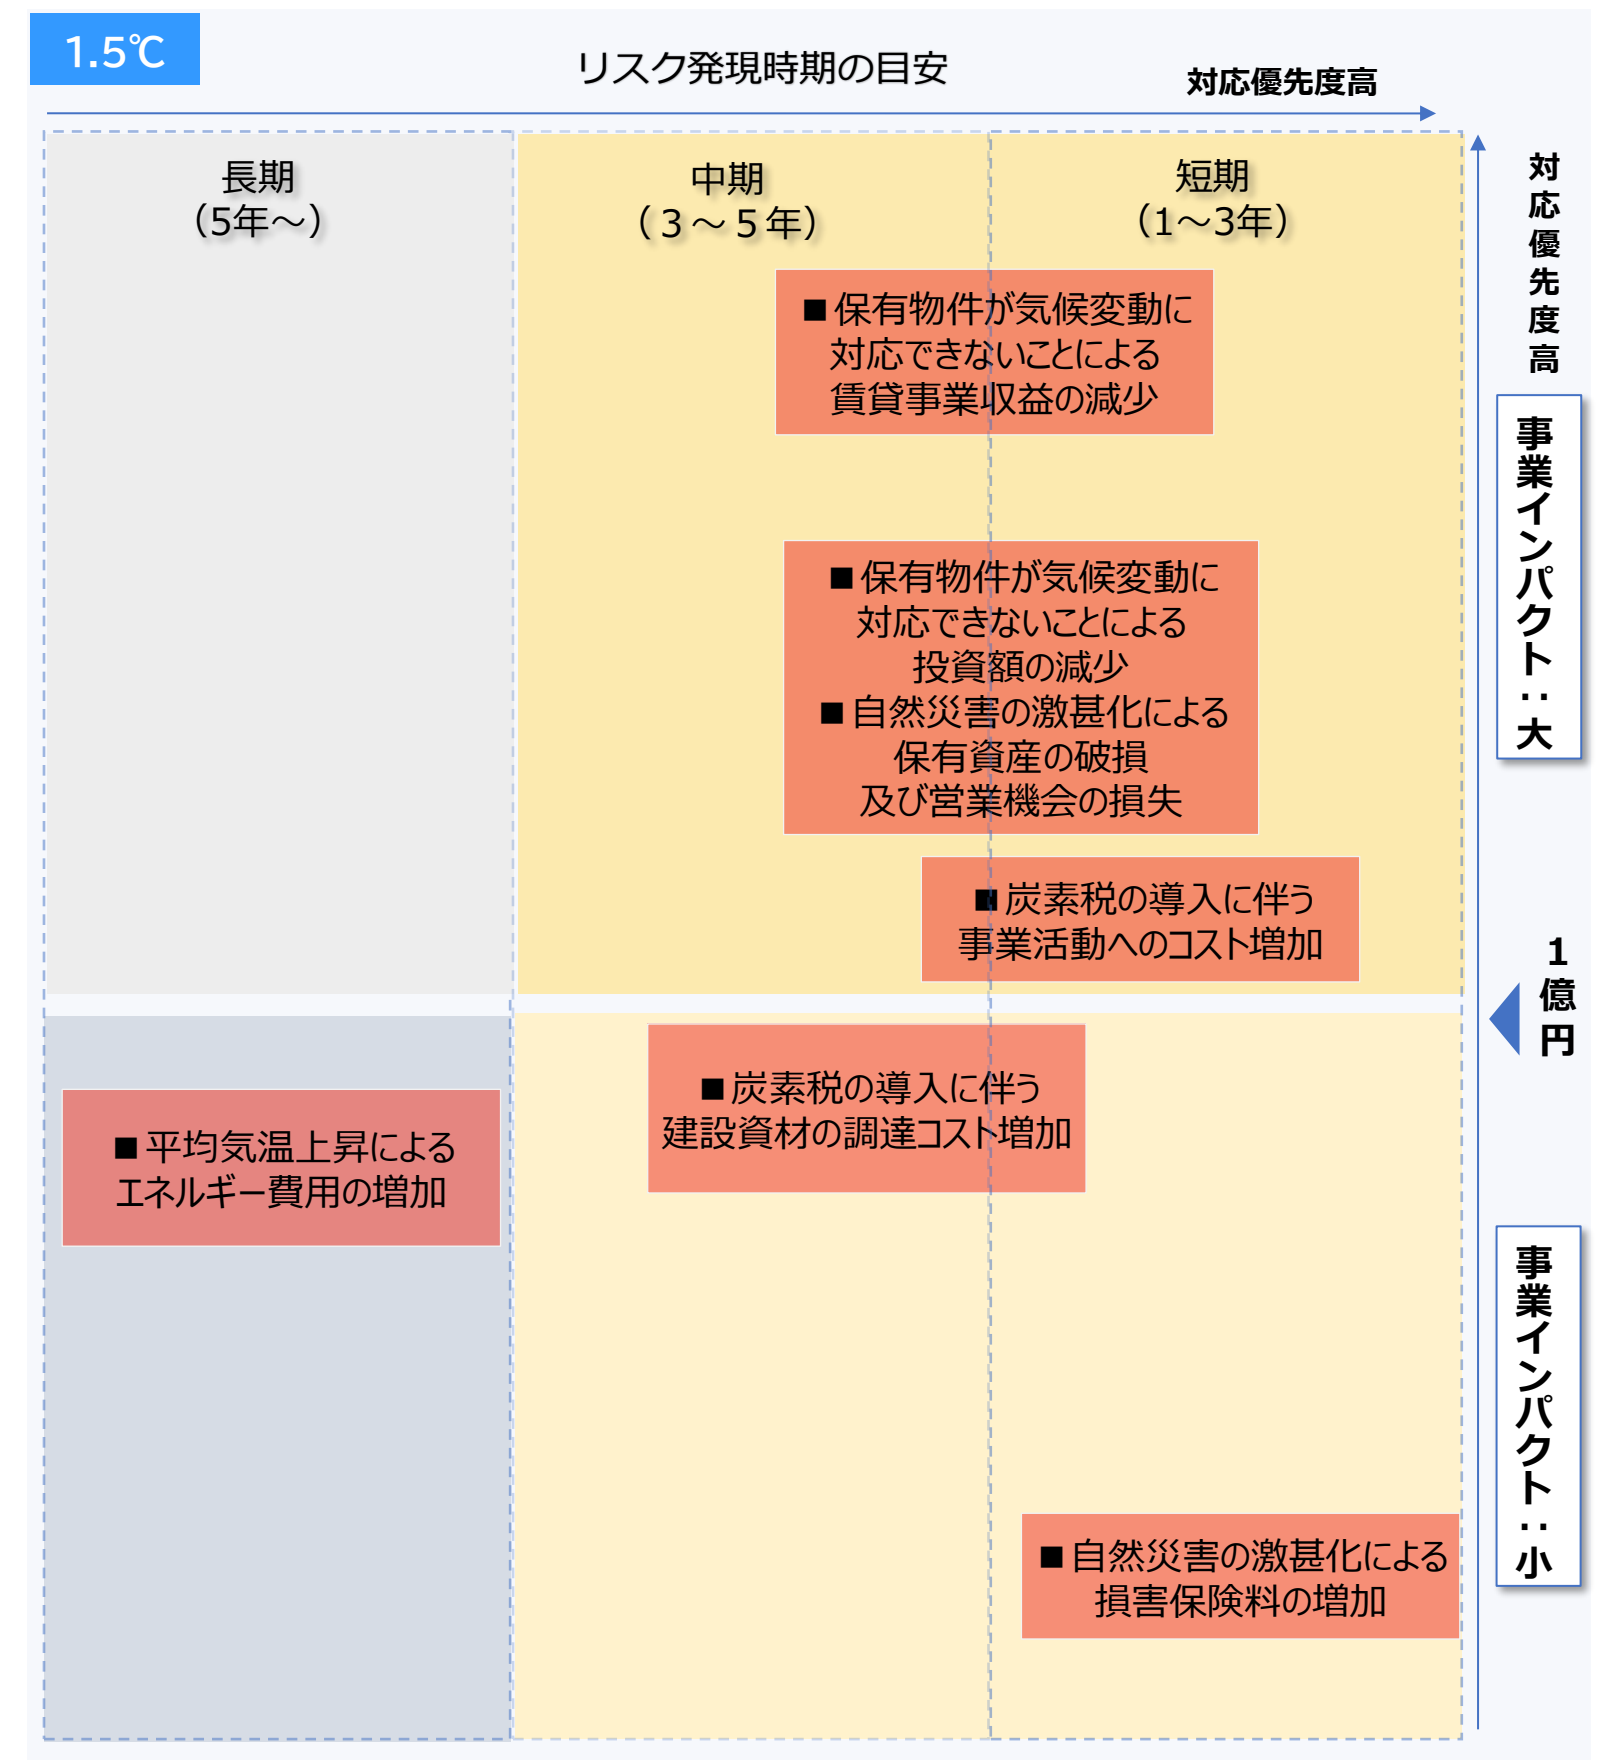 1.5℃
リスク発現時期の目安
対応優先度高
長期
(5年～)
中期
(３～５年)
短期
(1～3年)
対応優先度高
■保有物件が気候変動に
対応できないことによる
賃貸事業収益の減少
事業インパクト：大
■保有物件が気候変動に
対応できないことによる
投資額の減少
■自然災害の激甚化による
保有資産の破損
及び営業機会の損失
■炭素税の導入に伴う
事業活動へのコスト増加
1億円
■炭素税の導入に伴う
建設資材の調達コスト増加
■平均気温上昇による
エネルギー費用の増加
事業インパクト：小
■自然災害の激甚化による
損害保険料の増加